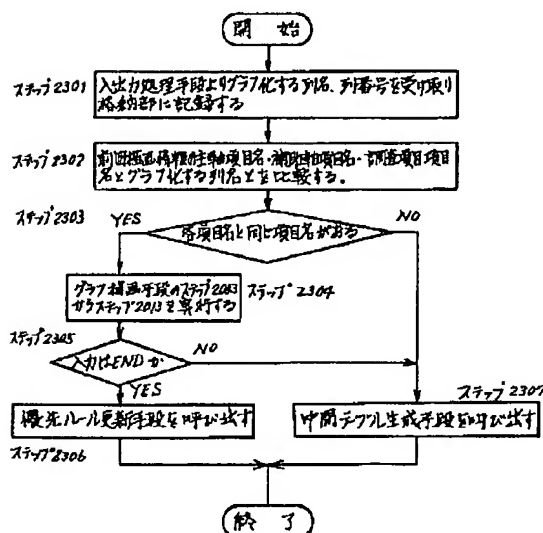 開 始
ステップ2301
入出力処理手段よりグラフ化する列名、列番号を受け取り
格納部に記録する
ステップ2302
前回描画情報の主軸項目名・補助軸項目名・調査項目項目
名とグラフ化する列名とを比較する。
ステップ2303
YES
NO
各項目名と同じ項目名がある
グラフ描画手段のステップ2003
からステップ2013を実行する
ステップ2304
ステップ2305
入力はENDか
NO
YES
ステップ2307
優先ルール更新手段を呼び出す
中間テーブル生成手段を呼び出す
ステップ2306
終 了